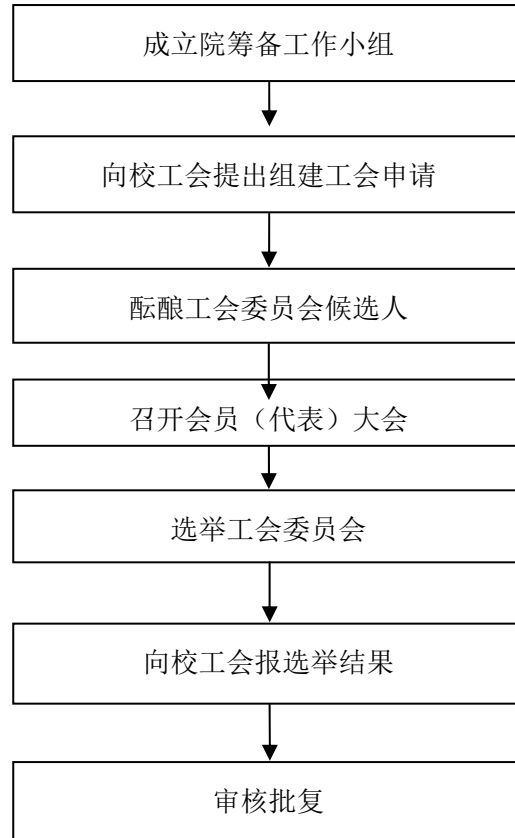 成立院筹备工作小组
向校工会提出组建工会申请
酝酿工会委员会候选人
召开会员（代表）大会
选举工会委员会
向校工会报选举结果
审核批复